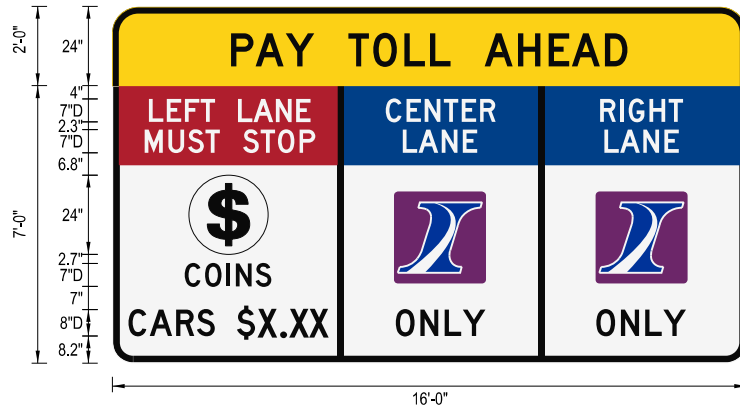 2'-0"
24"
PAY TOLL AHEAD
7'-0"
4"
7"D
2.3"
7"D
6.8"
24"
2.7"
7"D
7"
8"D
8.2"
LEFT LANE
MUST STOP
$
COINS
CARS $X.XX
CENTER
LANE
I
ONLY
RIGHT
LANE
I
ONLY
16'-0"